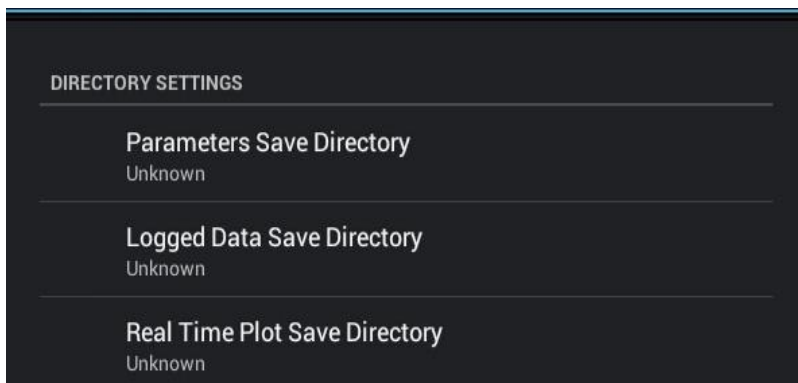 DIRECTORY SETTINGS
Parameters Save Directory
Unknown
Logged Data Save Directory
Unknown
Real Time Plot Save Directory
Unknown